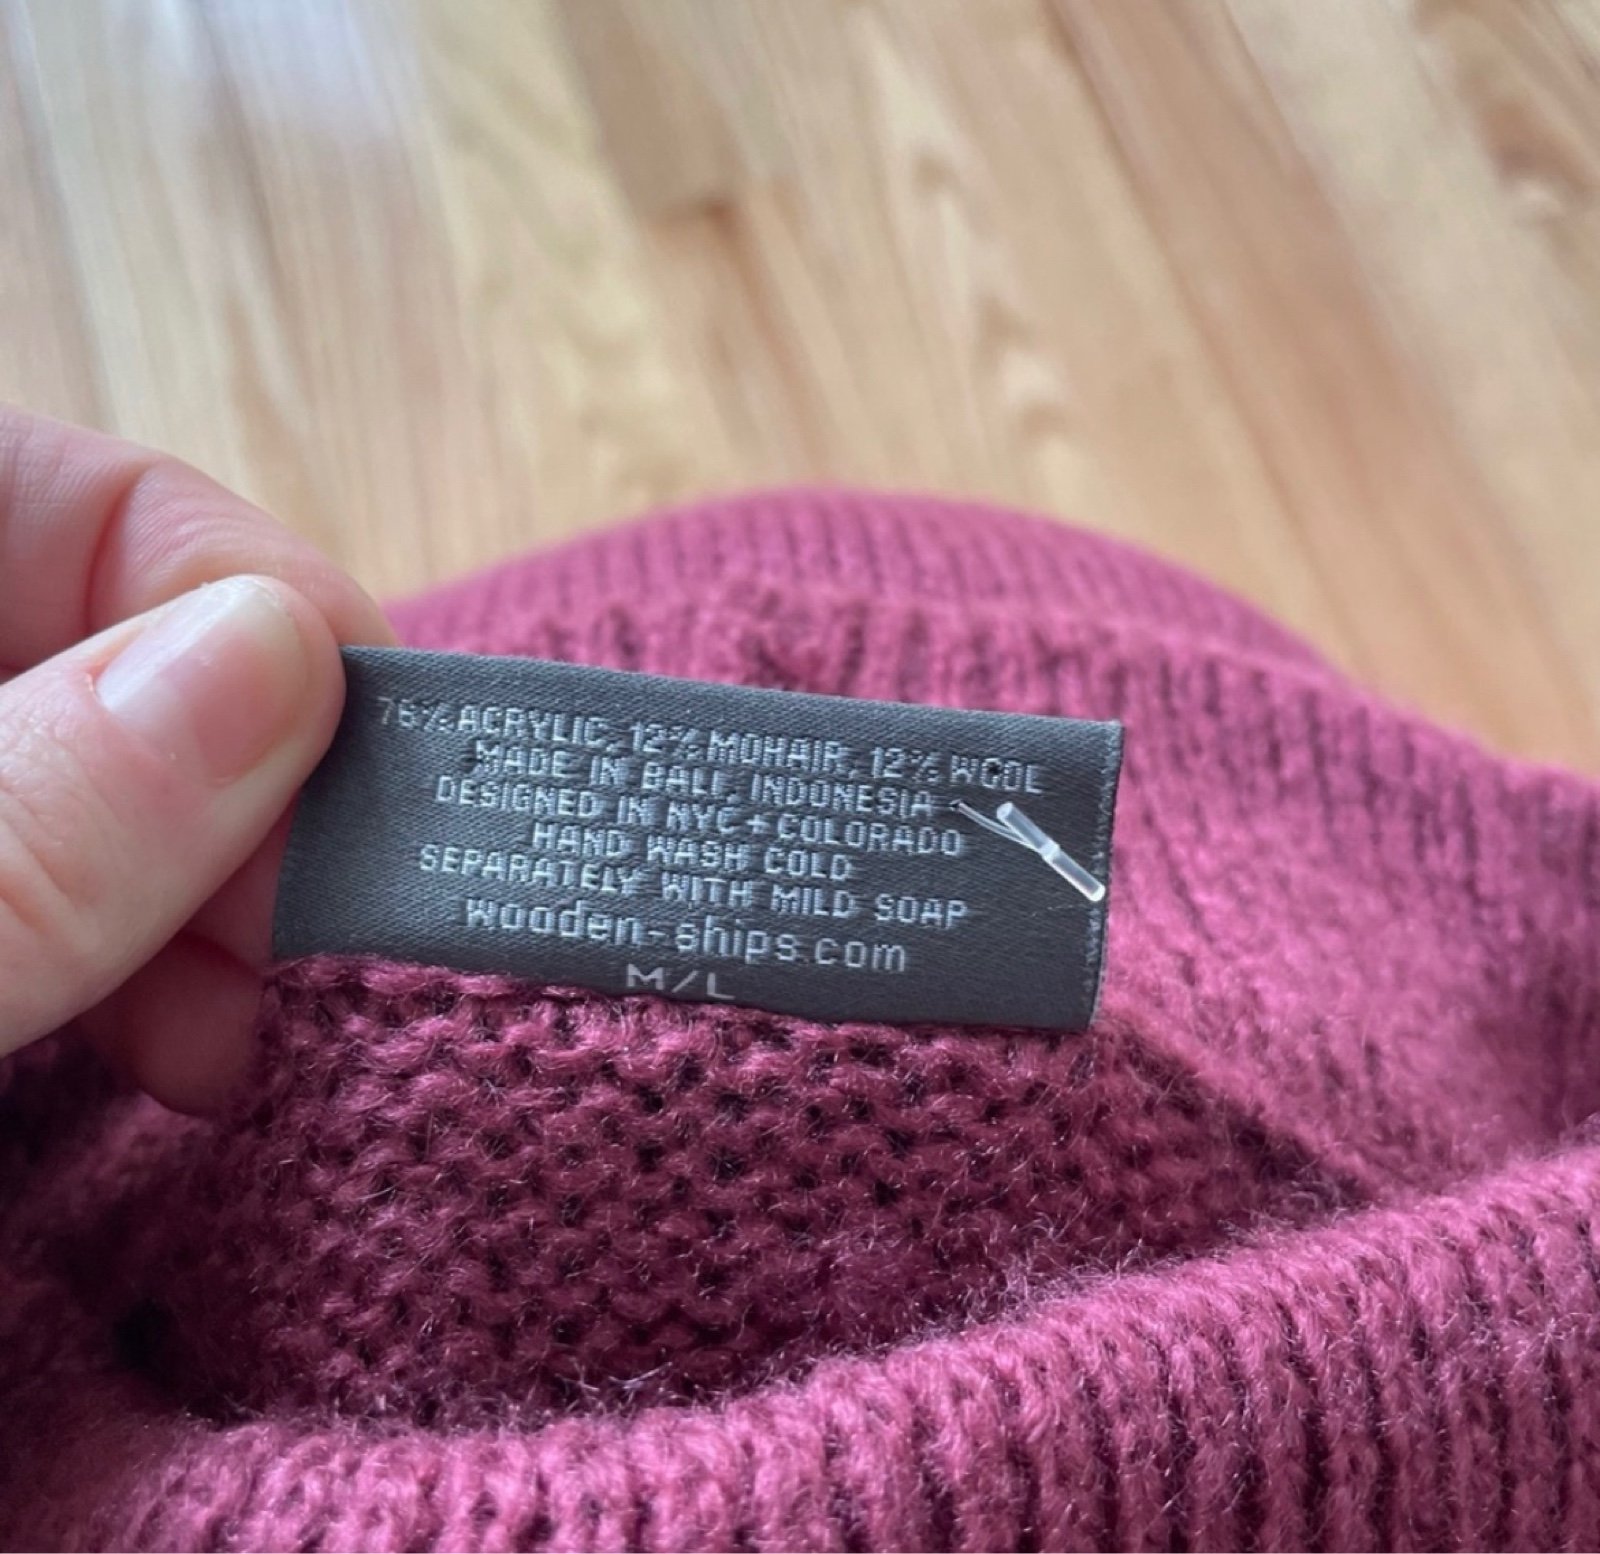 76% ACRYLIC, 12% MOHAIR, 12% WOOL
MADE IN BALI, INDONESIA
DESIGNED IN NYC + COLORADO
HAND WASH COLD
SEPARATELY WITH MILD SOAP
wooden-ships.com
M/L